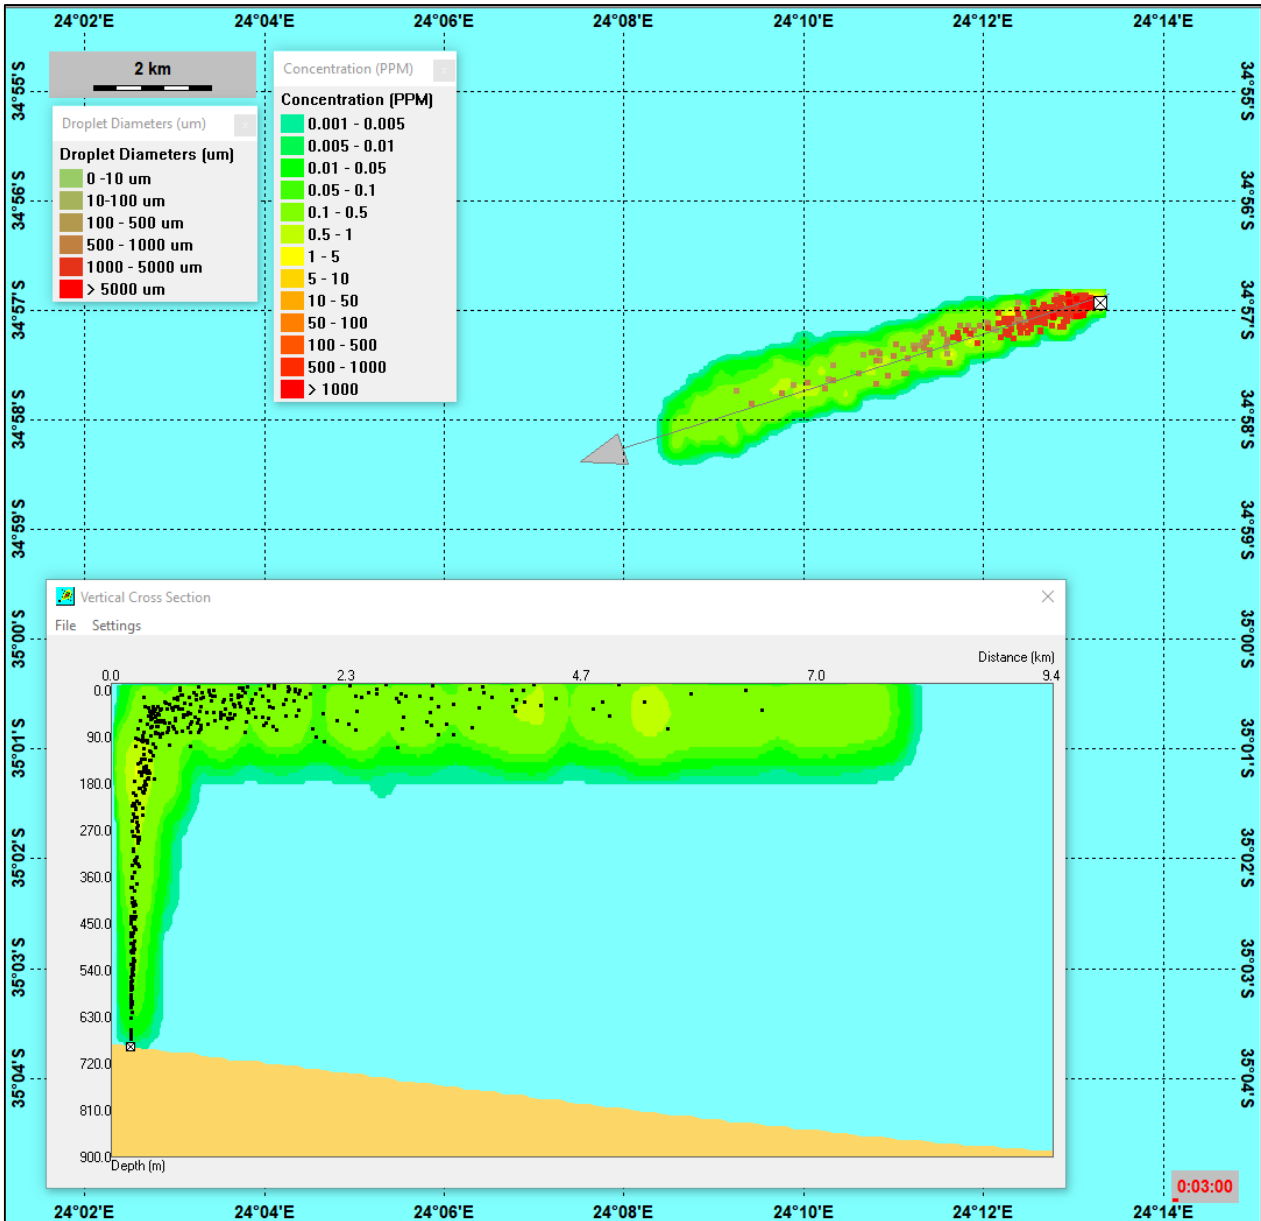 24°02'E 24°04'E 24°06'E 24°08'E 24°10'E 24°12'E 24°14'E
2 km
34°55'S 34°55'S
Droplet Diameters (um)
Droplet Diameters (um)
0 -10 um
10-100 um
100 - 500 um
500 - 1000 um
1000 - 5000 um
> 5000 um
Concentration (PPM)
Concentration (PPM)
0.001 - 0.005
0.005 - 0.01
0.01 - 0.05
0.05 - 0.1
0.1 - 0.5
0.5 - 1
1 - 5
5 - 10
10 - 50
50 - 100
100 - 500
500 - 1000
> 1000
34°56'S 34°56'S
34°57'S 34°57'S
34°58'S 34°58'S
34°59'S 34°59'S
Vertical Cross Section
File Settings
35°00'S 35°00'S
Distance (km)
0.0 2.3 4.7 7.0 9.4
0.0
90.0
180.0
270.0
360.0
450.0
540.0
630.0
720.0
810.0
900.0
Depth (m)
35°01'S 35°01'S
35°02'S 35°02'S
35°03'S 35°03'S
35°04'S 35°04'S
0:03:00
24°02'E 24°04'E 24°06'E 24°08'E 24°10'E 24°12'E 24°14'E